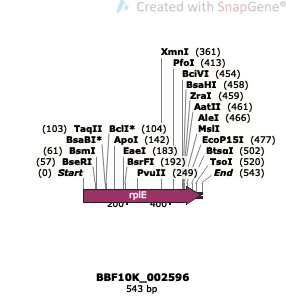 Created with SnapGene®
XmnI (361)
PfoI (413)
BciVI (454)
BsaHI (458)
ZraI (459)
AatII (461)
AleI (466)
(103) TaqII BclI* (104) MslI
BsaBI* ApoI (142) EcoP15I (477)
(61) BsmI EaeI (183) BtsαI (502)
(57) BseRI BsrFI (192) TsoI (520)
(0) Start PvuII (249) End (543)
rplE
200 400
BBF10K_002596
543 bp